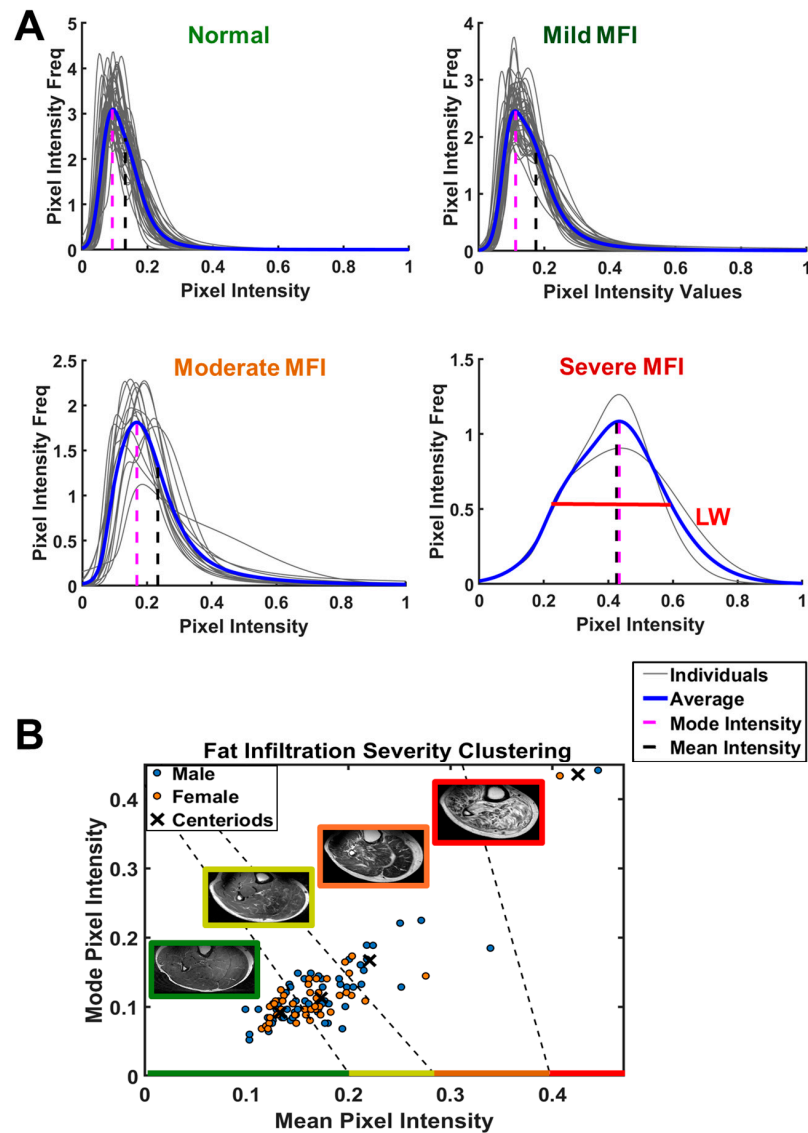 A
Normal
Pixel Intensity Freq
5
4
3
2
1
0
0 0.2 0.4 0.6 0.8 1
Pixel Intensity
Mild MFI
Pixel Intensity Freq
4
3
2
1
0
0 0.2 0.4 0.6 0.8 1
Pixel Intensity Values
Moderate MFI
Pixel Intensity Freq
2.5
2
1.5
1
0.5
0
0 0.2 0.4 0.6 0.8 1
Pixel Intensity
Severe MFI
Pixel Intensity Freq
1.5
1
0.5
0
LW
0 0.2 0.4 0.6 0.8 1
Pixel Intensity
Individuals
Average
Mode Intensity
Mean Intensity
B
Fat Infiltration Severity Clustering
Male
Female
Centeriods
Mode Pixel Intensity
0.4
0.3
0.2
0.1
0
0 0.1 0.2 0.3 0.4
Mean Pixel Intensity